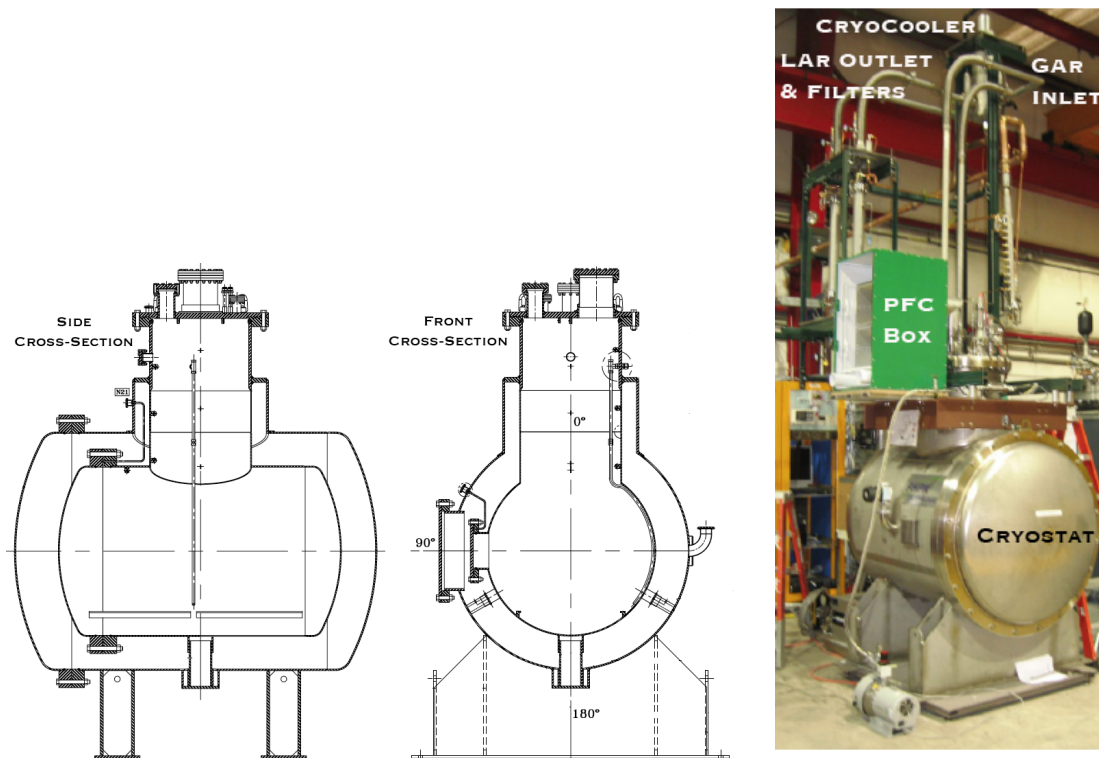 CryoCooler
LAr Outlet
& Filters
GAr
Inlet
PFC
Box
Cryostat
Side
Cross-Section
N21
Front
Cross-Section
0°
90°
180°